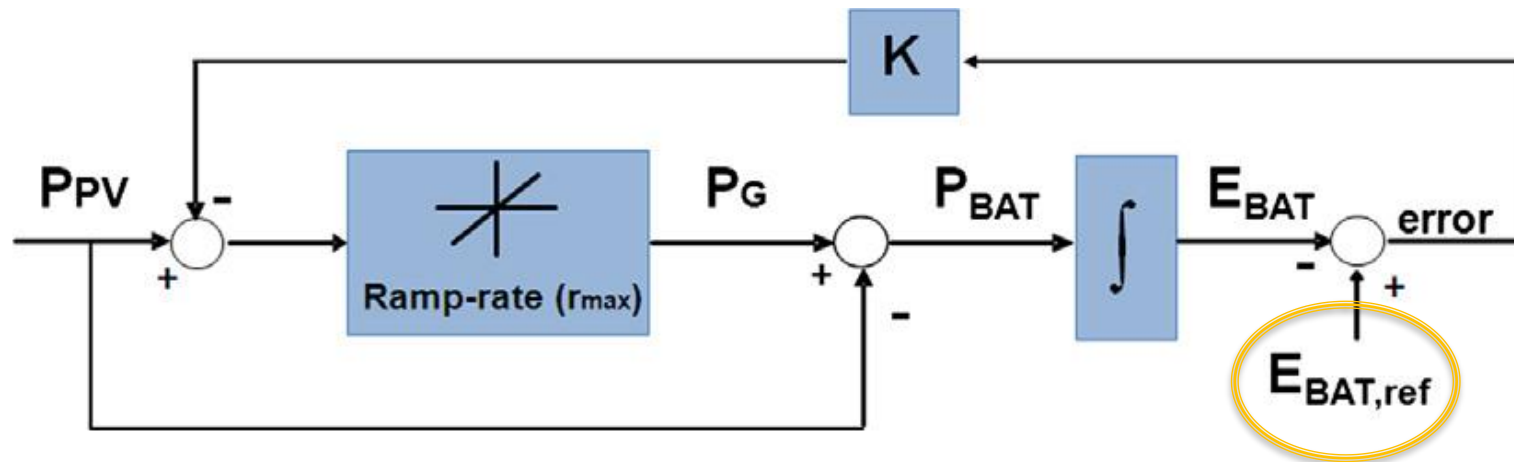 K
PPV
-
+
Ramp-rate (rmax)
PG
+
-
PBAT
∫
EBAT
-
error
+
EBAT,ref